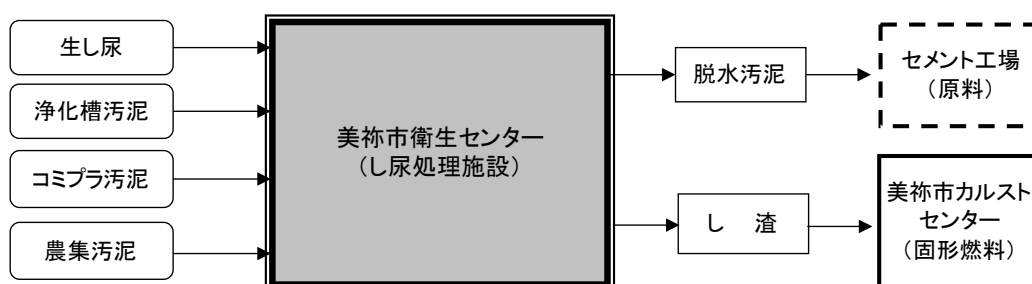 生し尿
浄化槽汚泥
コミプラ汚泥
農集汚泥
美祢市衛生センター
（し尿処理施設）
脱水汚泥
し　渣
セメント工場
（原料）
美祢市カルスト
センター
（固形燃料）